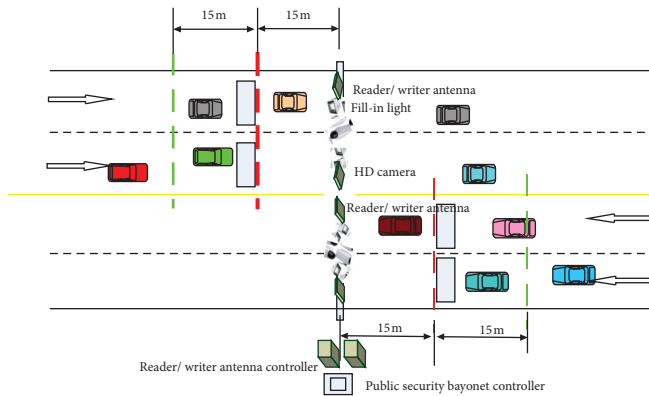 15 m
15 m
Reader/ writer antenna
Fill-in light
HD camera
Reader/ writer antenna
15 m
15 m
Reader/ writer antenna controller
Public security bayonet controller